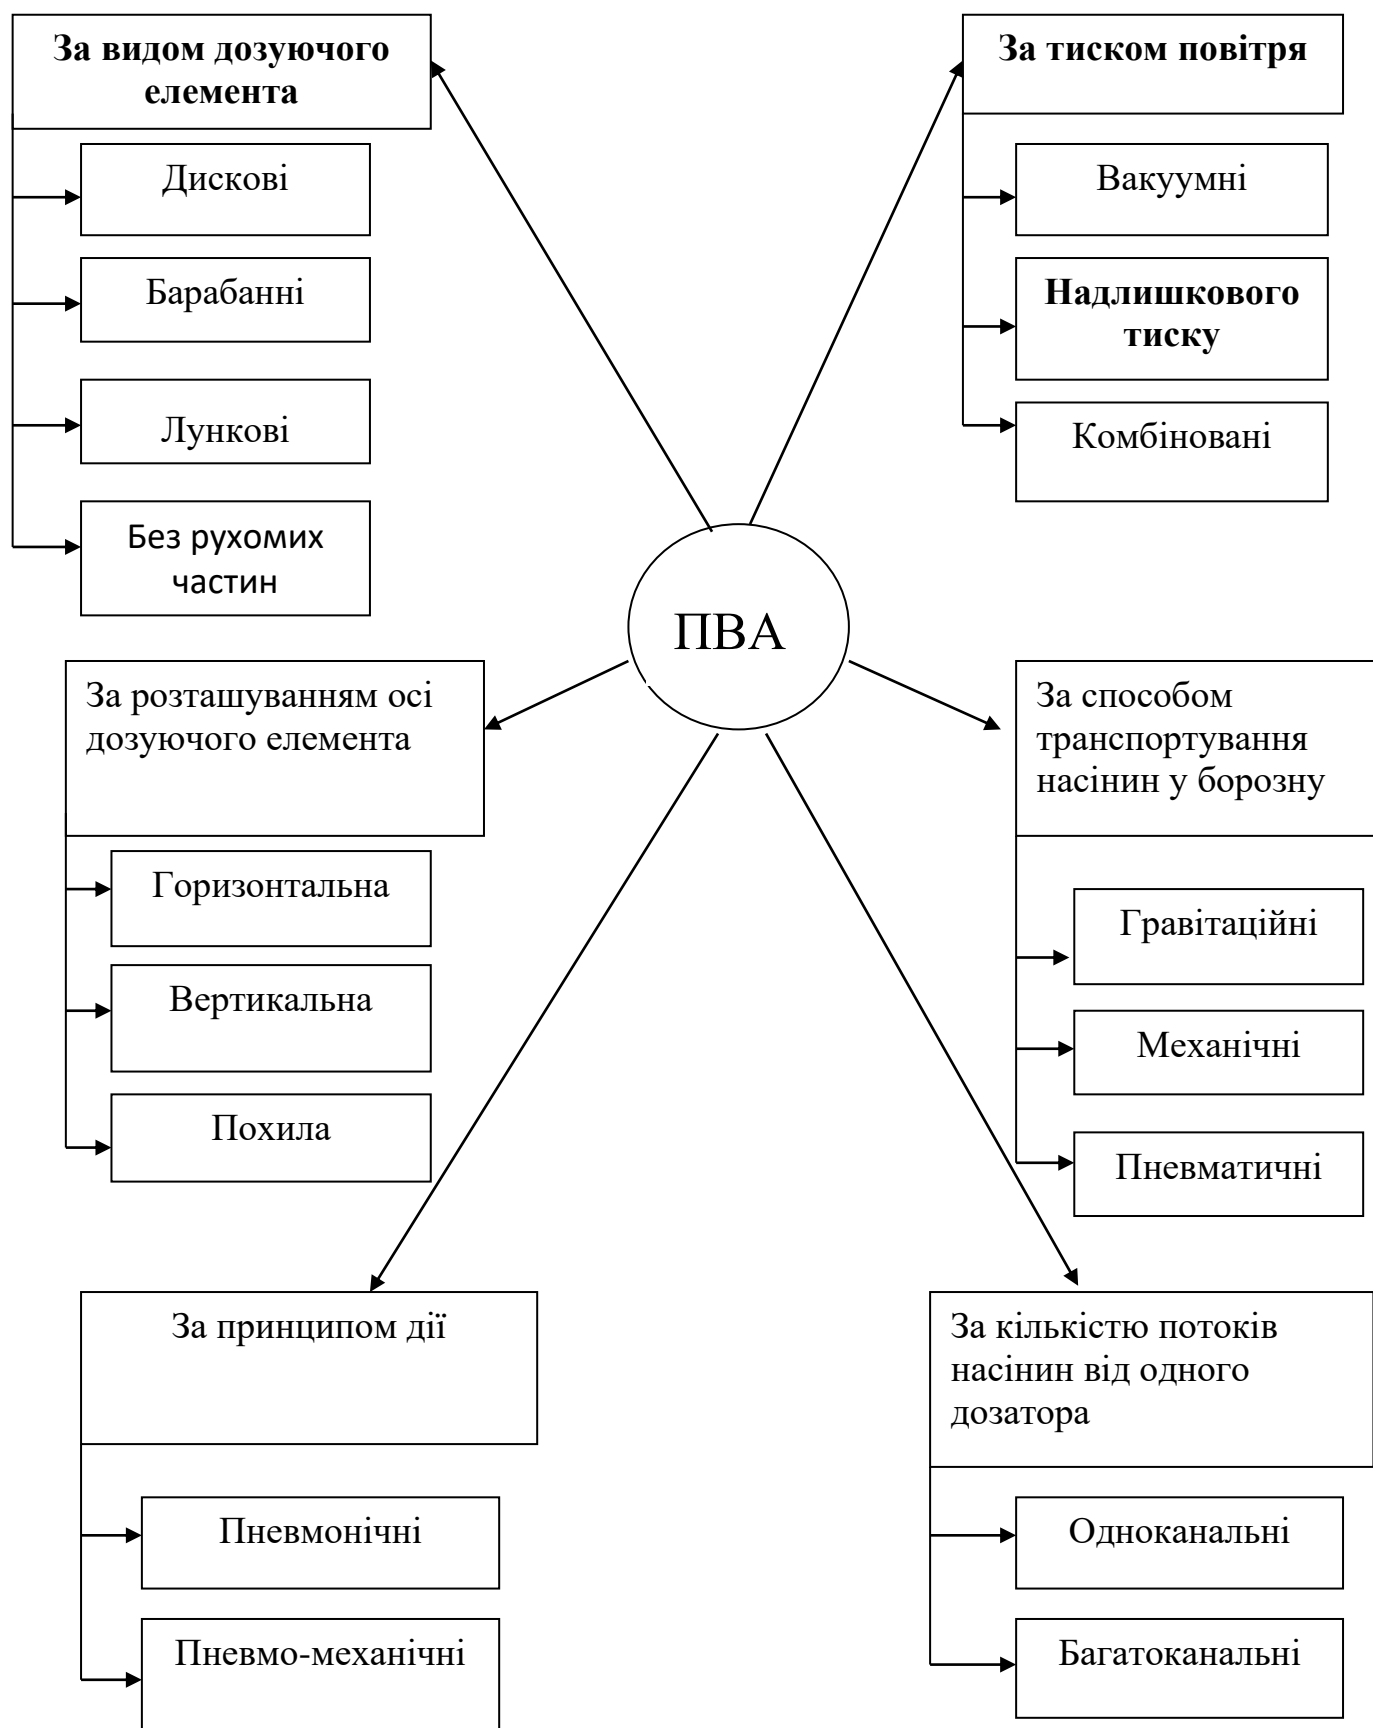 За видом дозуючого
елемента
Дискові
Барабанні
Лункові
Без рухомих
частин
За тиском повітря
Вакуумні
Надлишкового
тиску
Комбіновані
ПВА
За розташуванням осі
дозуючого елемента
Горизонтальна
Вертикальна
Похила
За способом
транспортування
насінин у борозну
Гравітаційні
Механічні
Пневматичні
За принципом дії
Пневмонічні
Пневмо-механічні
За кількістю потоків
насінин від одного
дозатора
Одноканальні
Багатоканальні